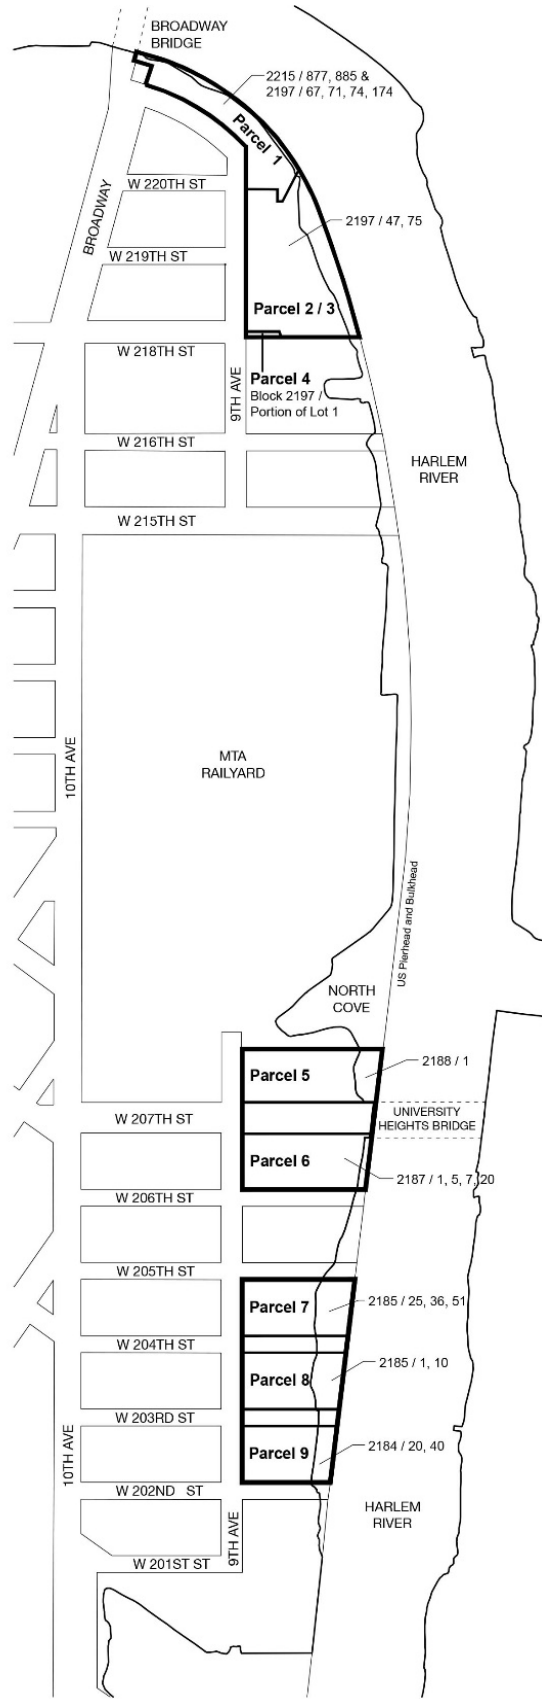 BROADWAY
BRIDGE
2215 / 877, 885 &
2197 / 67, 71, 74, 174
Parcel 1
W 220TH ST
BROADWAY
2197 / 47, 75
W 219TH ST
Parcel 2 / 3
W 218TH ST
9TH AVE
Parcel 4
Block 2197 /
Portion of Lot 1
W 216TH ST
HARLEM
RIVER
W 215TH ST
10TH AVE
MTA
RAILYARD
US Pierhead and Bulkhead
NORTH
COVE
Parcel 5
2188 / 1
W 207TH ST
UNIVERSITY
HEIGHTS BRIDGE
Parcel 6
2187 / 1, 5, 7, 20
W 206TH ST
W 205TH ST
Parcel 7
2185 / 25, 36, 51
W 204TH ST
Parcel 8
2185 / 1, 10
W 203RD ST
10TH AVE
Parcel 9
2184 / 20, 40
W 202ND ST
HARLEM
RIVER
9TH AVE
W 201ST ST